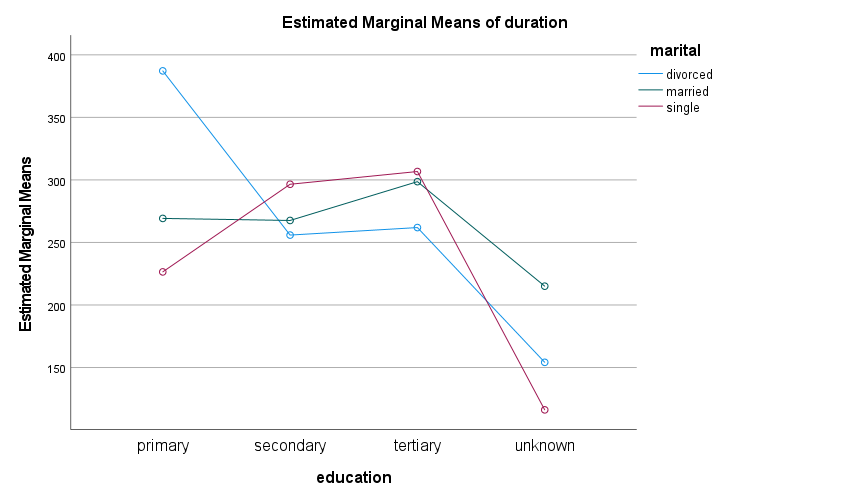 Estimated Marginal Means of duration
marital
divorced
married
single
Estimated Marginal Means
400
350
300
250
200
150
primary
secondary
tertiary
unknown
education